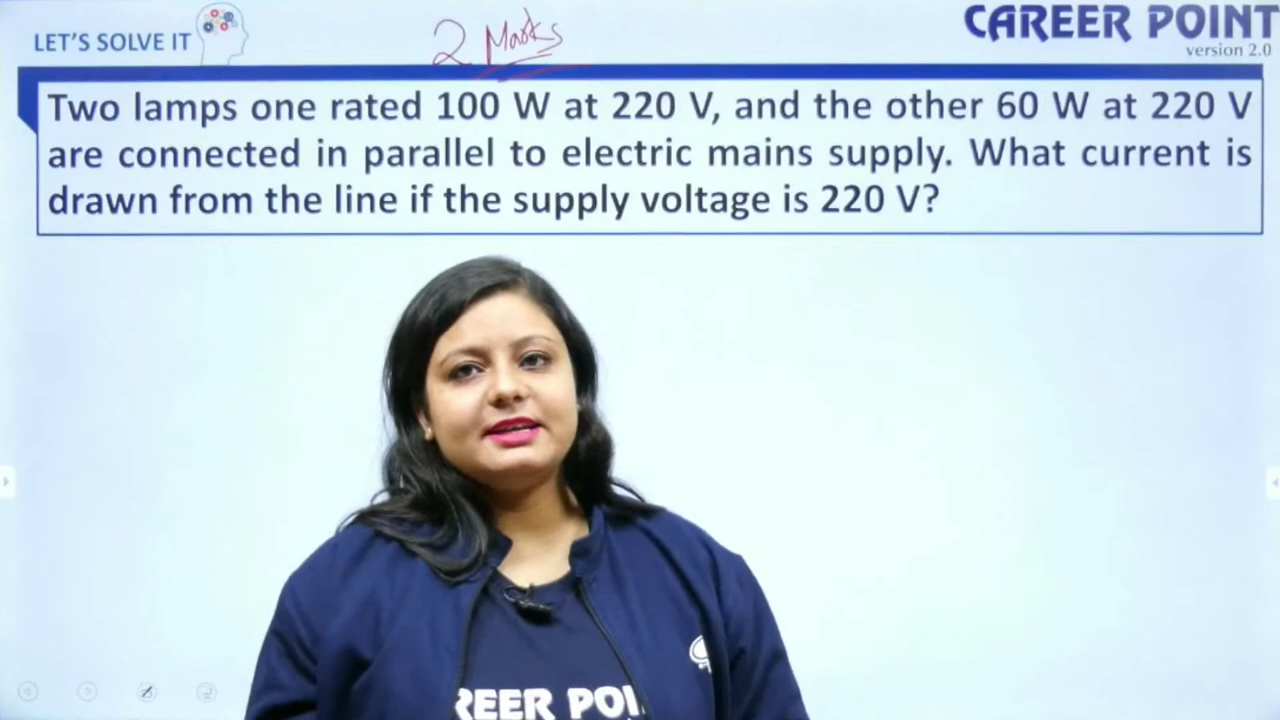 LET'S SOLVE IT
2 Marks
CAREER POINT
version 2.0
Two lamps one rated 100 W at 220 V, and the other 60 W at 220 V
are connected in parallel to electric mains supply. What current is
drawn from the line if the supply voltage is 220 V?
REER POI